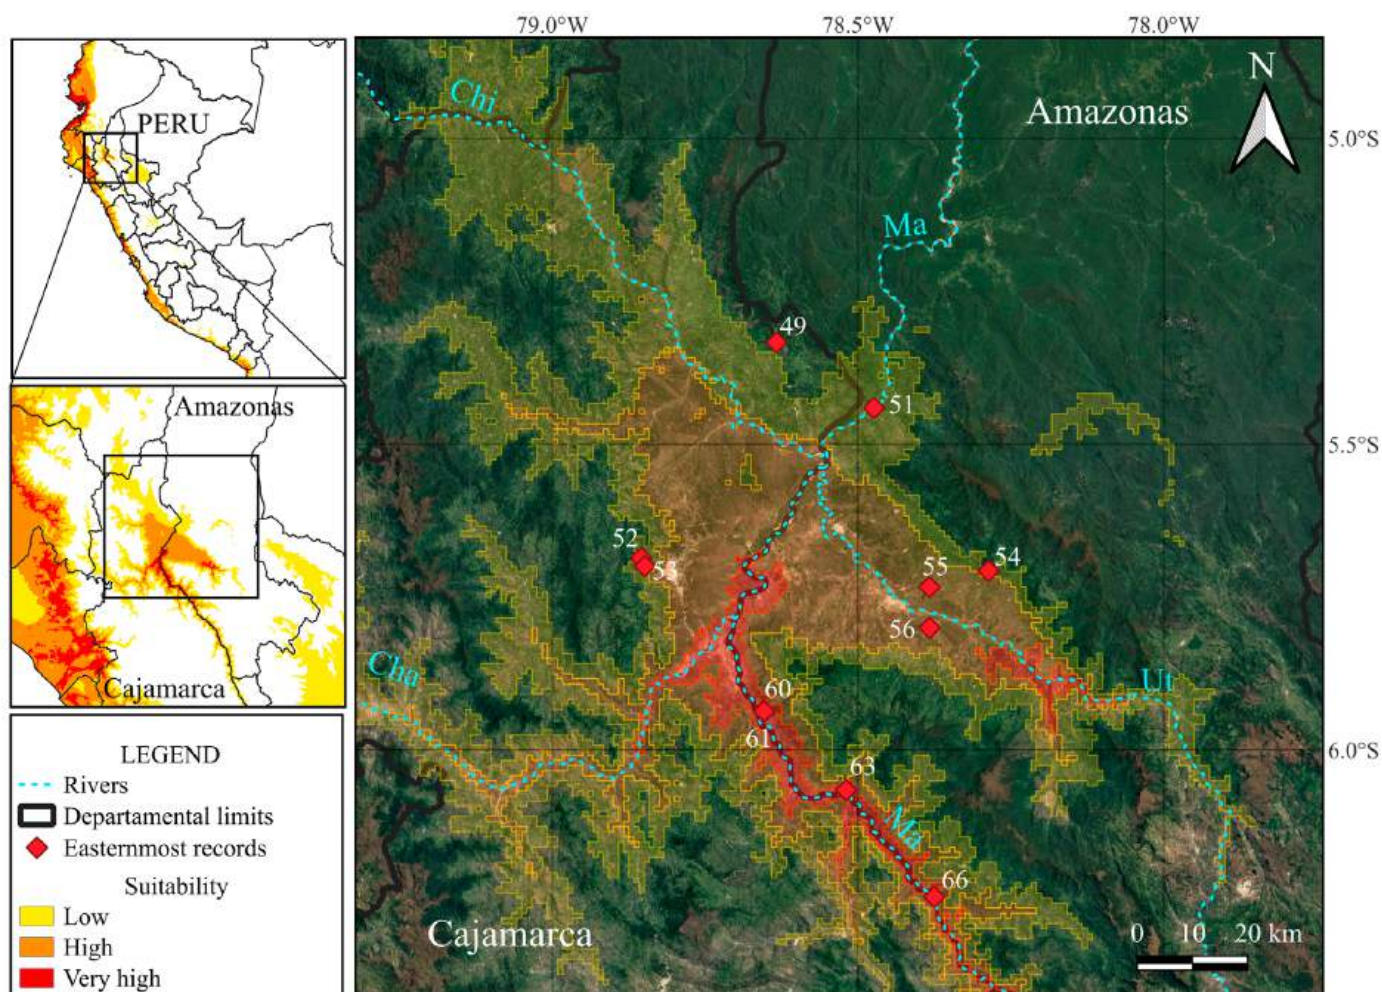 79.0°W
78.5°W
78.0°W
PERU
Chi
N
Amazonas
5.0°S
Ma
49
Amazonas
51
5.5°S
52
53
54
55
56
Cajamarca
Cha
60
Ut
61
6.0°S
63
LEGEND
Rivers
Departamental limits
Easternmost records
Ma
66
Suitability
Low
High
Very high
Cajamarca
0 10 20 km